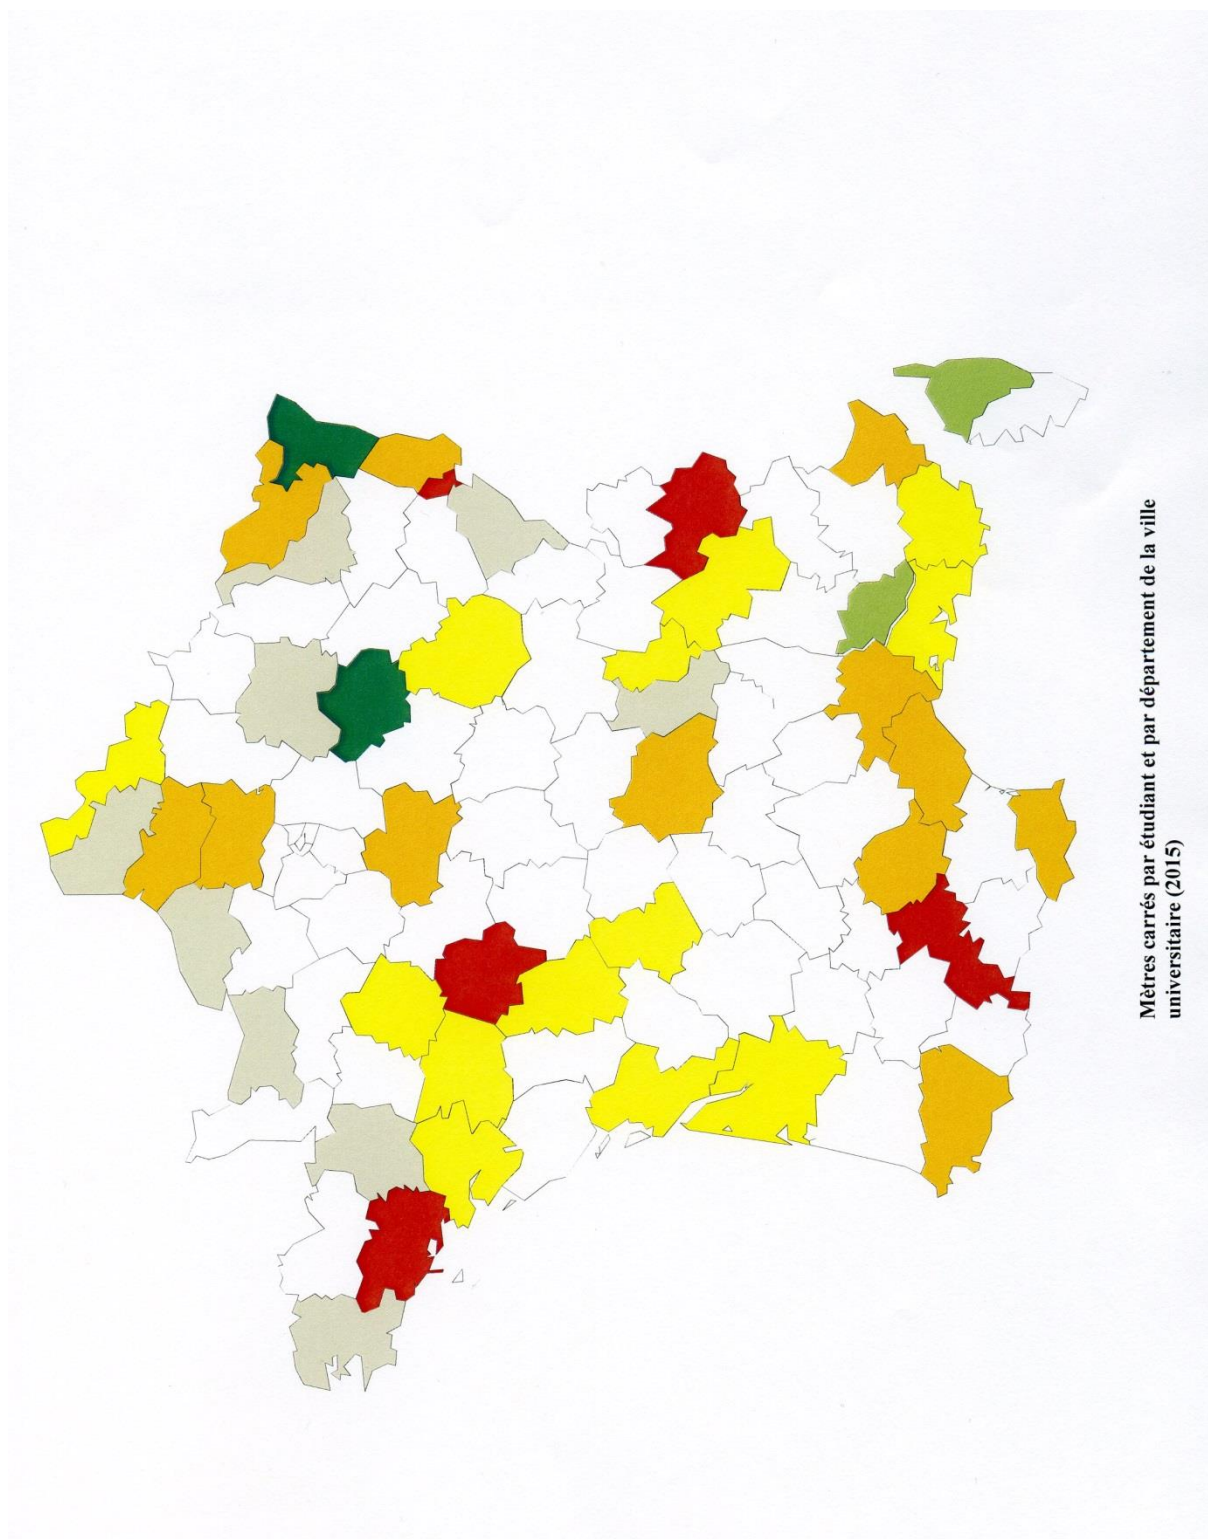 Mètres carrés par étudiant et par département de la ville
universitaire (2015)